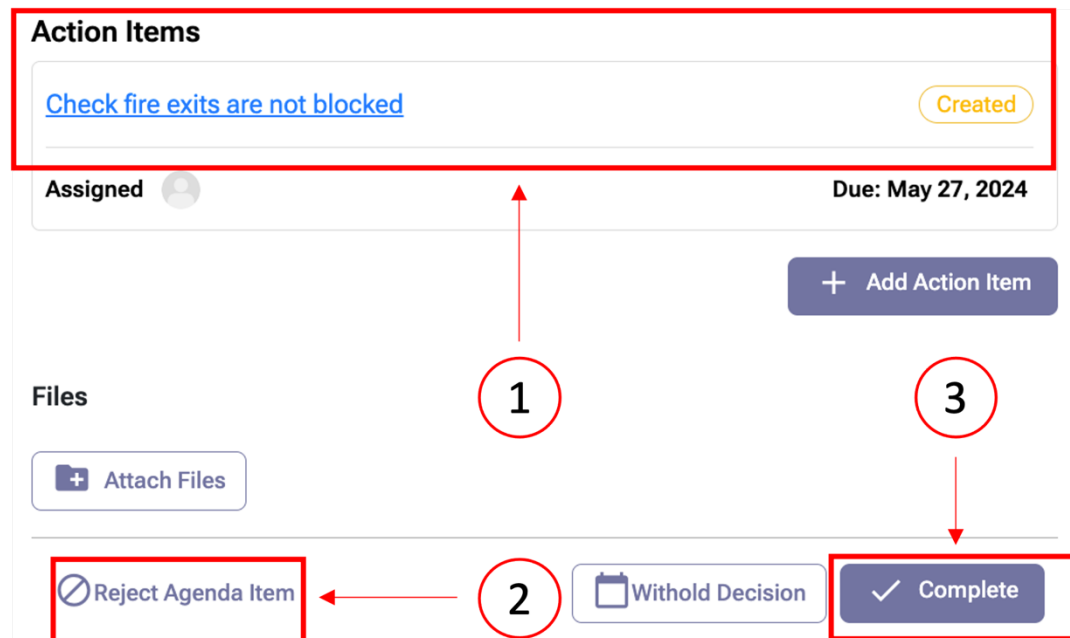 Action Items
Check fire exits are not blocked Created
Assigned Due: May 27, 2024
+ Add Action Item
1
3
Files
Attach Files
Reject Agenda Item 2 Withold Decision Complete